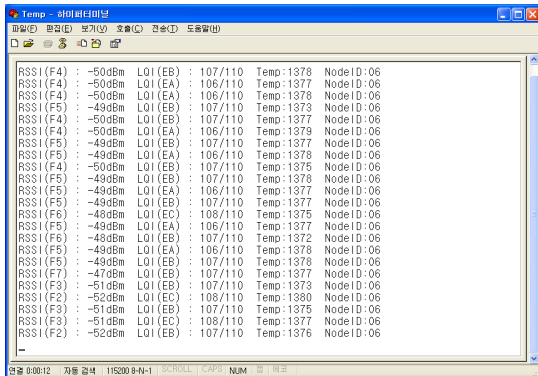 Temp - 하이퍼터미널
파일(F) 편집(E) 보기(V) 호출(C) 전송(T) 도움말(H)
RSSI(F4) : -50dBm LQI(EB) : 107/110 Temp:1378 NodeID:06
RSSI(F4) : -50dBm LQI(EA) : 106/110 Temp:1377 NodeID:06
RSSI(F4) : -50dBm LQI(EA) : 106/110 Temp:1378 NodeID:06
RSSI(F5) : -49dBm LQI(EB) : 107/110 Temp:1373 NodeID:06
RSSI(F4) : -50dBm LQI(EB) : 107/110 Temp:1377 NodeID:06
RSSI(F4) : -50dBm LQI(EA) : 106/110 Temp:1379 NodeID:06
RSSI(F5) : -49dBm LQI(EB) : 107/110 Temp:1377 NodeID:06
RSSI(F5) : -49dBm LQI(EA) : 106/110 Temp:1378 NodeID:06
RSSI(F4) : -50dBm LQI(EB) : 107/110 Temp:1375 NodeID:06
RSSI(F5) : -49dBm LQI(EB) : 107/110 Temp:1378 NodeID:06
RSSI(F5) : -49dBm LQI(EA) : 106/110 Temp:1377 NodeID:06
RSSI(F6) : -48dBm LQI(EC) : 108/110 Temp:1375 NodeID:06
RSSI(F5) : -49dBm LQI(EA) : 106/110 Temp:1377 NodeID:06
RSSI(F6) : -48dBm LQI(EB) : 107/110 Temp:1372 NodeID:06
RSSI(F5) : -49dBm LQI(EA) : 106/110 Temp:1378 NodeID:06
RSSI(F5) : -49dBm LQI(EB) : 107/110 Temp:1378 NodeID:06
RSSI(F7) : -47dBm LQI(EB) : 107/110 Temp:1377 NodeID:06
RSSI(F3) : -51dBm LQI(EB) : 107/110 Temp:1373 NodeID:06
RSSI(F2) : -52dBm LQI(EC) : 108/110 Temp:1380 NodeID:06
RSSI(F3) : -51dBm LQI(EB) : 107/110 Temp:1375 NodeID:06
RSSI(F3) : -51dBm LQI(EC) : 108/110 Temp:1377 NodeID:06
RSSI(F2) : -52dBm LQI(EB) : 107/110 Temp:1376 NodeID:06
_
연결 0:00:12 자동 검색 115200 8-N-1 SCROLL CAPS NUM 캡 에코